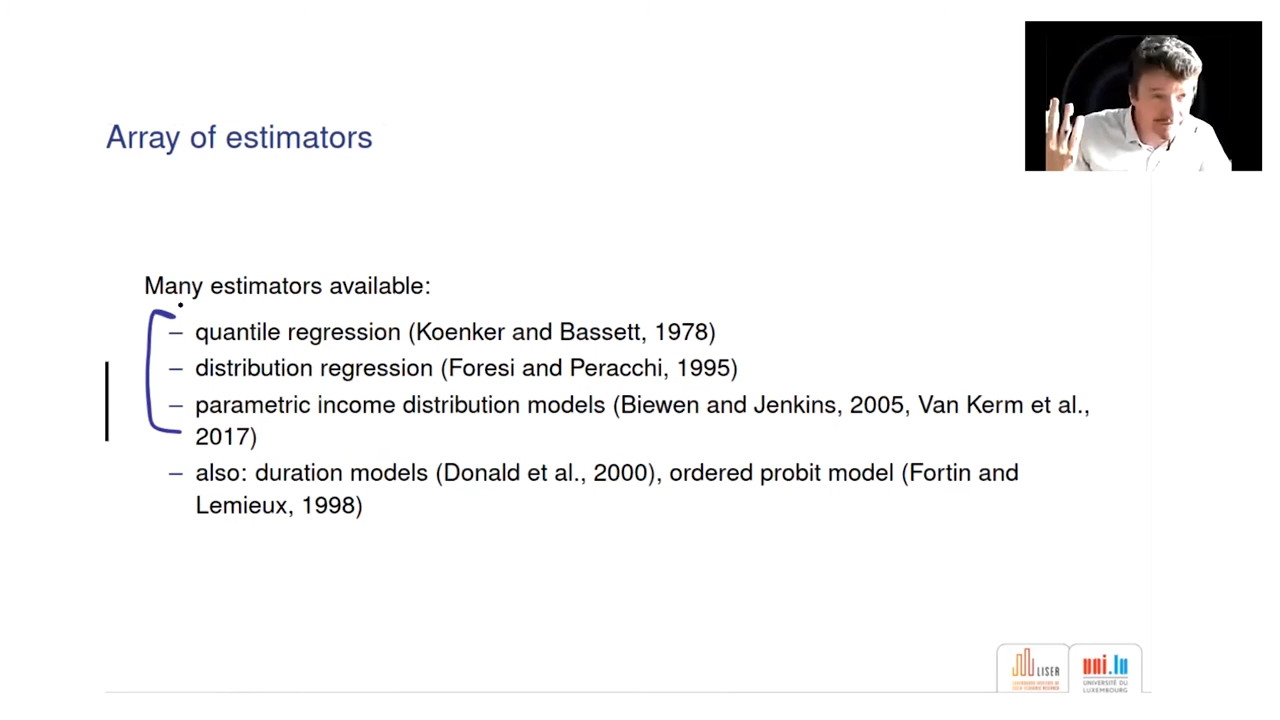 Array of estimators
Many estimators available:
– quantile regression (Koenker and Bassett, 1978)
– distribution regression (Foresi and Peracchi, 1995)
– parametric income distribution models (Biewen and Jenkins, 2005, Van Kerm et al.,
2017)
– also: duration models (Donald et al., 2000), ordered probit model (Fortin and
Lemieux, 1998)
LISER
uni.lu
UNIVERSITÉ DU
LUXEMBOURG